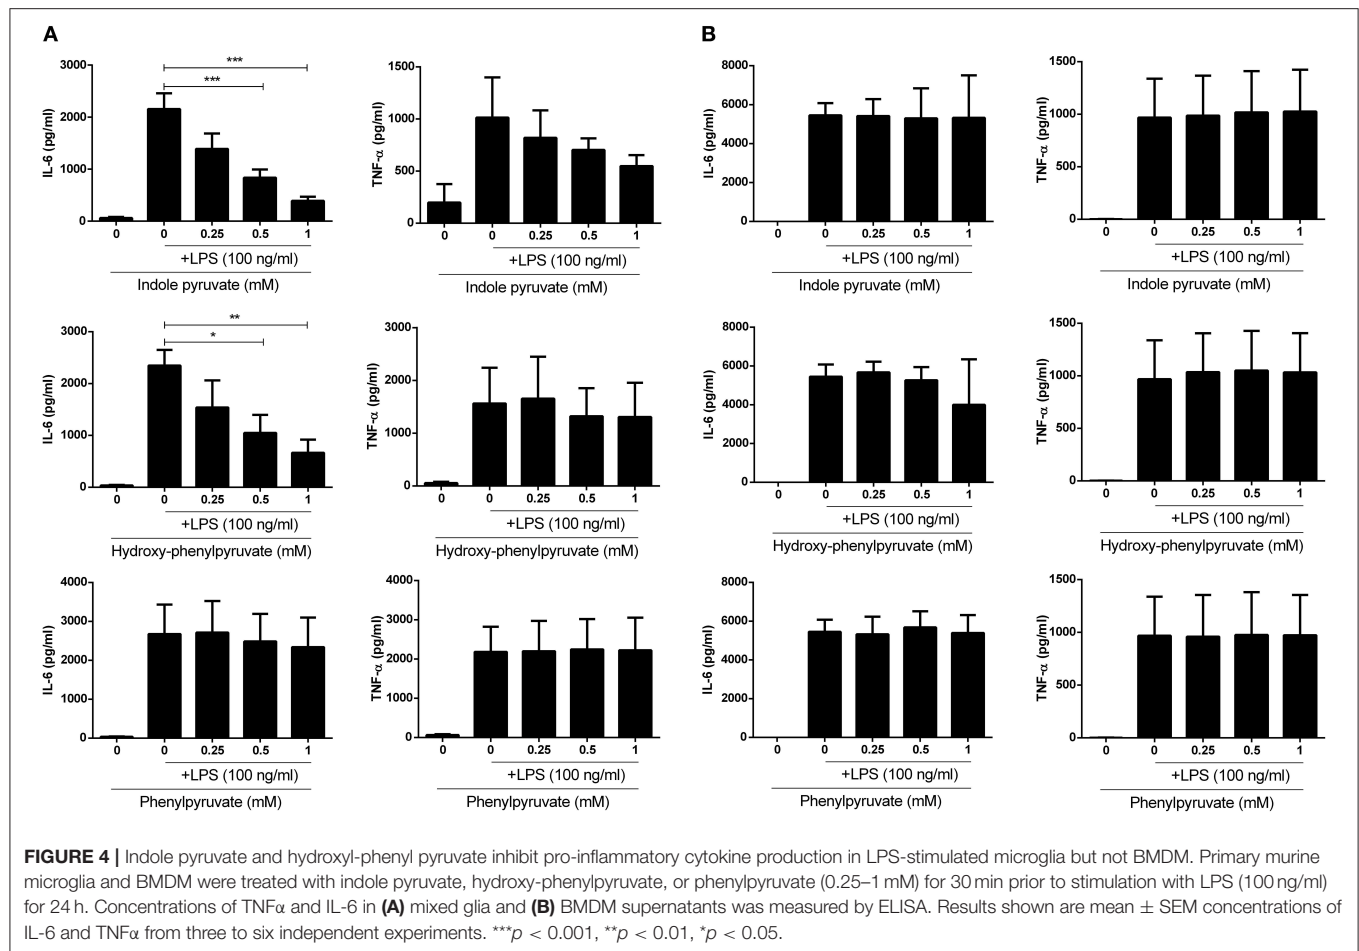 A
B
***
***
3000
2000
1000
0
IL-6 (pg/ml)
0 0 0.25 0.5 1
+LPS (100 ng/ml)
Indole pyruvate (mM)
1500
1000
500
0
TNF-α (pg/ml)
0 0 0.25 0.5 1
+LPS (100 ng/ml)
Indole pyruvate (mM)
8000
6000
4000
2000
0
IL-6 (pg/ml)
0 0 0.25 0.5 1
+LPS (100 ng/ml)
Indole pyruvate (mM)
1500
1000
500
0
TNF-α (pg/ml)
0 0 0.25 0.5 1
+LPS (100 ng/ml)
Indole pyruvate (mM)
**
*
3000
2000
1000
0
IL-6 (pg/ml)
0 0 0.25 0.5 1
+LPS (100 ng/ml)
Hydroxy-phenylpyruvate (mM)
3000
2000
1000
0
TNF-α (pg/ml)
0 0 0.25 0.5 1
+LPS (100 ng/ml)
Hydroxy-phenylpyruvate (mM)
8000
6000
4000
2000
0
IL-6 (pg/ml)
0 0 0.25 0.5 1
+LPS (100 ng/ml)
Hydroxy-phenylpyruvate (mM)
1500
1000
500
0
TNF-α (pg/ml)
0 0 0.25 0.5 1
+LPS (100 ng/ml)
Hydroxy-phenylpyruvate (mM)
4000
3000
2000
1000
0
IL-6 (pg/ml)
0 0 0.25 0.5 1
+LPS (100 ng/ml)
Phenylpyruvate (mM)
4000
3000
2000
1000
0
TNF-α (pg/ml)
0 0 0.25 0.5 1
+LPS (100 ng/ml)
Phenylpyruvate (mM)
8000
6000
4000
2000
0
IL-6 (pg/ml)
0 0 0.25 0.5 1
+LPS (100 ng/ml)
Phenylpyruvate (mM)
1500
1000
500
0
TNF-α (pg/ml)
0 0 0.25 0.5 1
+LPS (100 ng/ml)
Phenylpyruvate (mM)
FIGURE 4 | Indole pyruvate and hydroxyl-phenyl pyruvate inhibit pro-inflammatory cytokine production in LPS-stimulated microglia but not BMDM. Primary murine
microglia and BMDM were treated with indole pyruvate, hydroxy-phenylpyruvate, or phenylpyruvate (0.25–1 mM) for 30 min prior to stimulation with LPS (100 ng/ml)
for 24 h. Concentrations of TNFα and IL-6 in (A) mixed glia and (B) BMDM supernatants was measured by ELISA. Results shown are mean ± SEM concentrations of
IL-6 and TNFα from three to six independent experiments. ***p < 0.001, **p < 0.01, *p < 0.05.